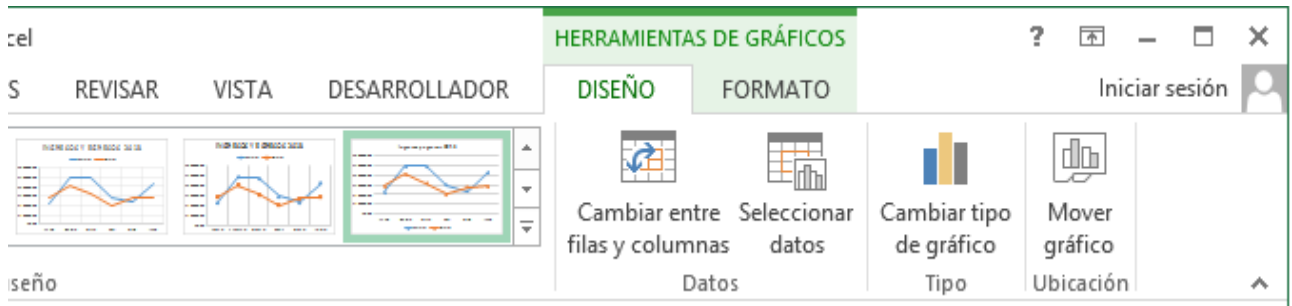 cel HERRAMIENTAS DE GRÁFICOS ?
S REVISAR VISTA DESARROLLADOR DISEÑO FORMATO Iniciar sesión
Cambiar entre
filas y columnas
Seleccionar
datos
Cambiar tipo
de gráfico
Mover
gráfico
seño Datos Tipo Ubicación